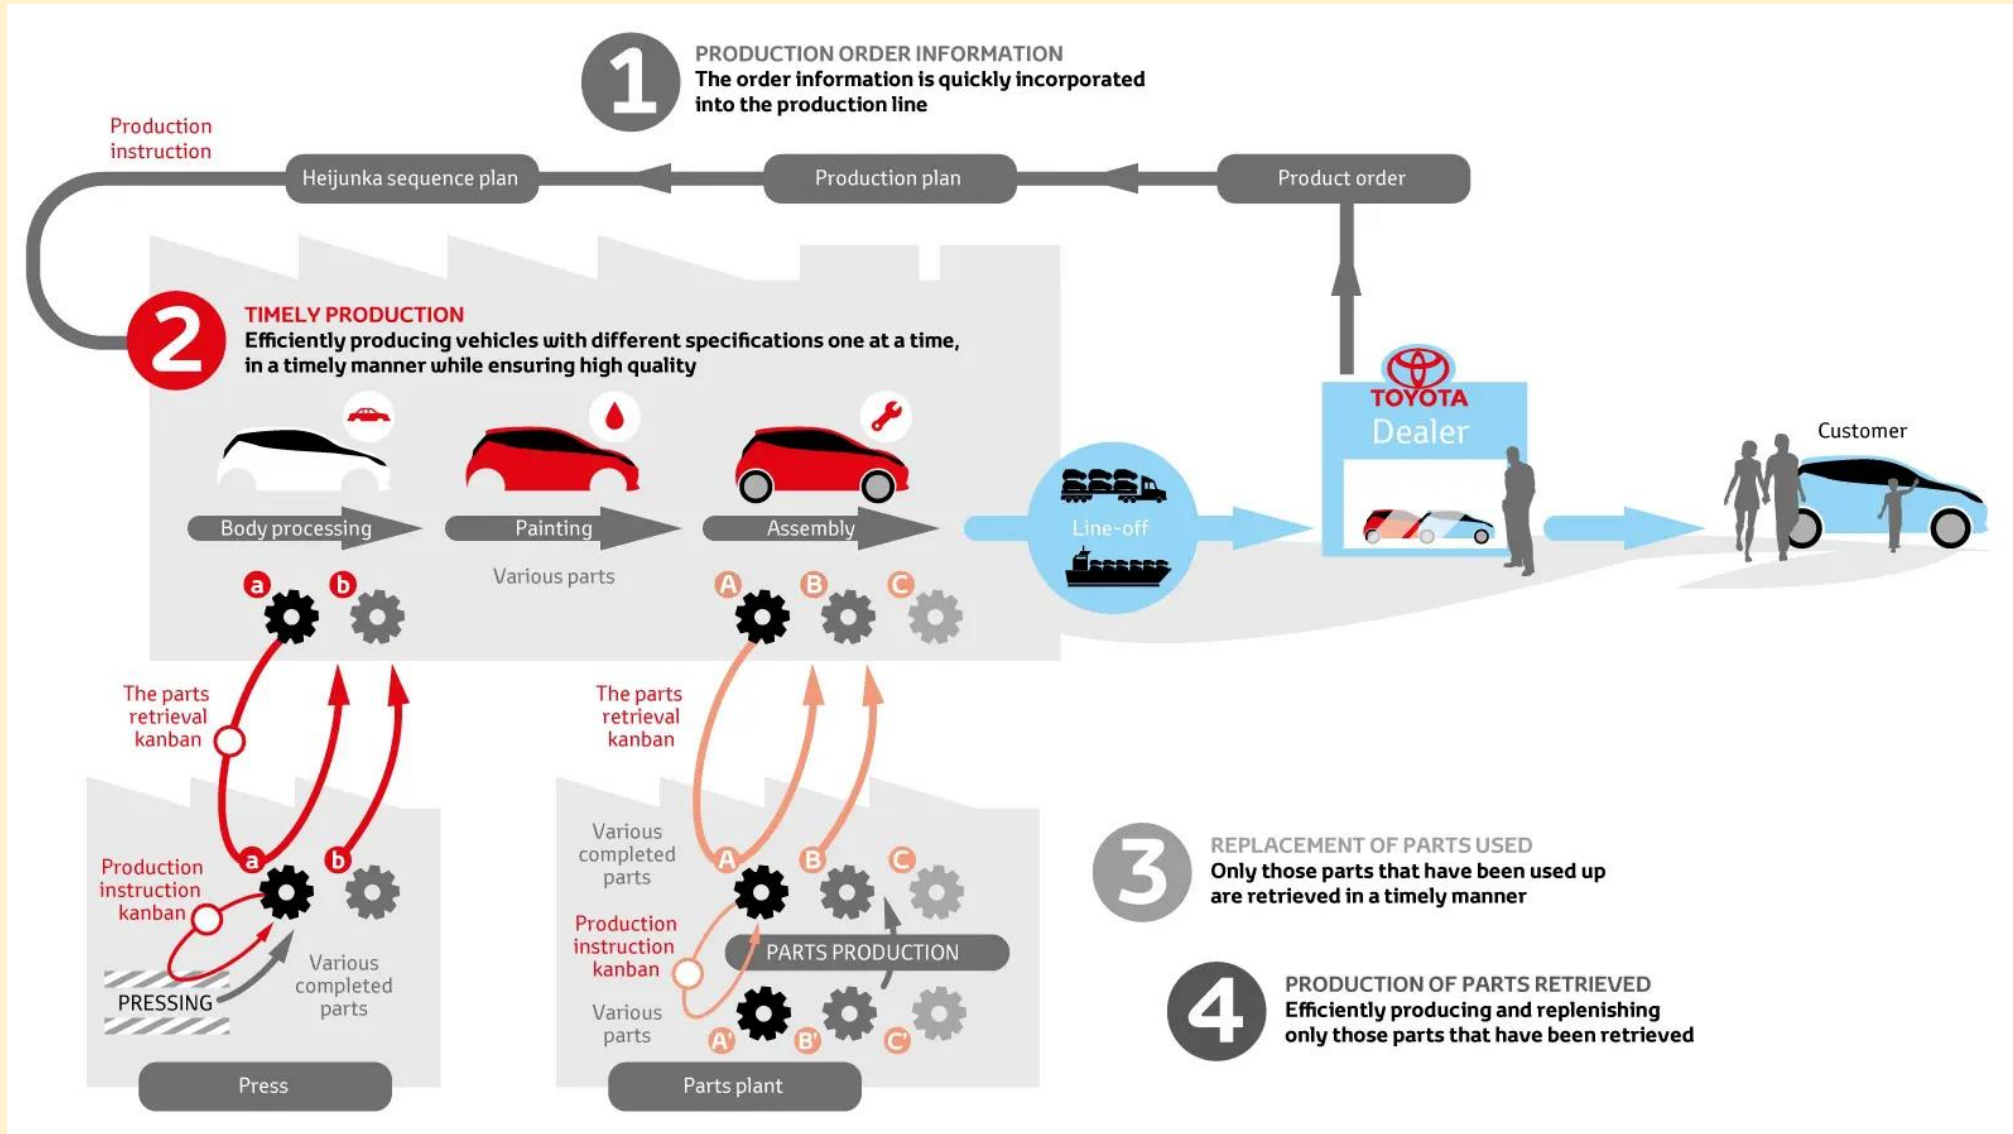 1
PRODUCTION ORDER INFORMATION
The order information is quickly incorporated
into the production line
Production
instruction
Heijunka sequence plan
Production plan
Product order
2
TIMELY PRODUCTION
Efficiently producing vehicles with different specifications one at a time,
in a timely manner while ensuring high quality
TOYOTA
Dealer
Customer
Body processing
Painting
Assembly
Line-off
Various parts
a
b
A
B
C
The parts
retrieval
kanban
The parts
retrieval
kanban
Production
instruction
kanban
a
b
PRESSING
Various
completed
parts
Press
Various
completed
parts
A
B
C
Production
instruction
kanban
PARTS PRODUCTION
Various
parts
A'
B'
C'
Parts plant
3
REPLACEMENT OF PARTS USED
Only those parts that have been used up
are retrieved in a timely manner
4
PRODUCTION OF PARTS RETRIEVED
Efficiently producing and replenishing
only those parts that have been retrieved